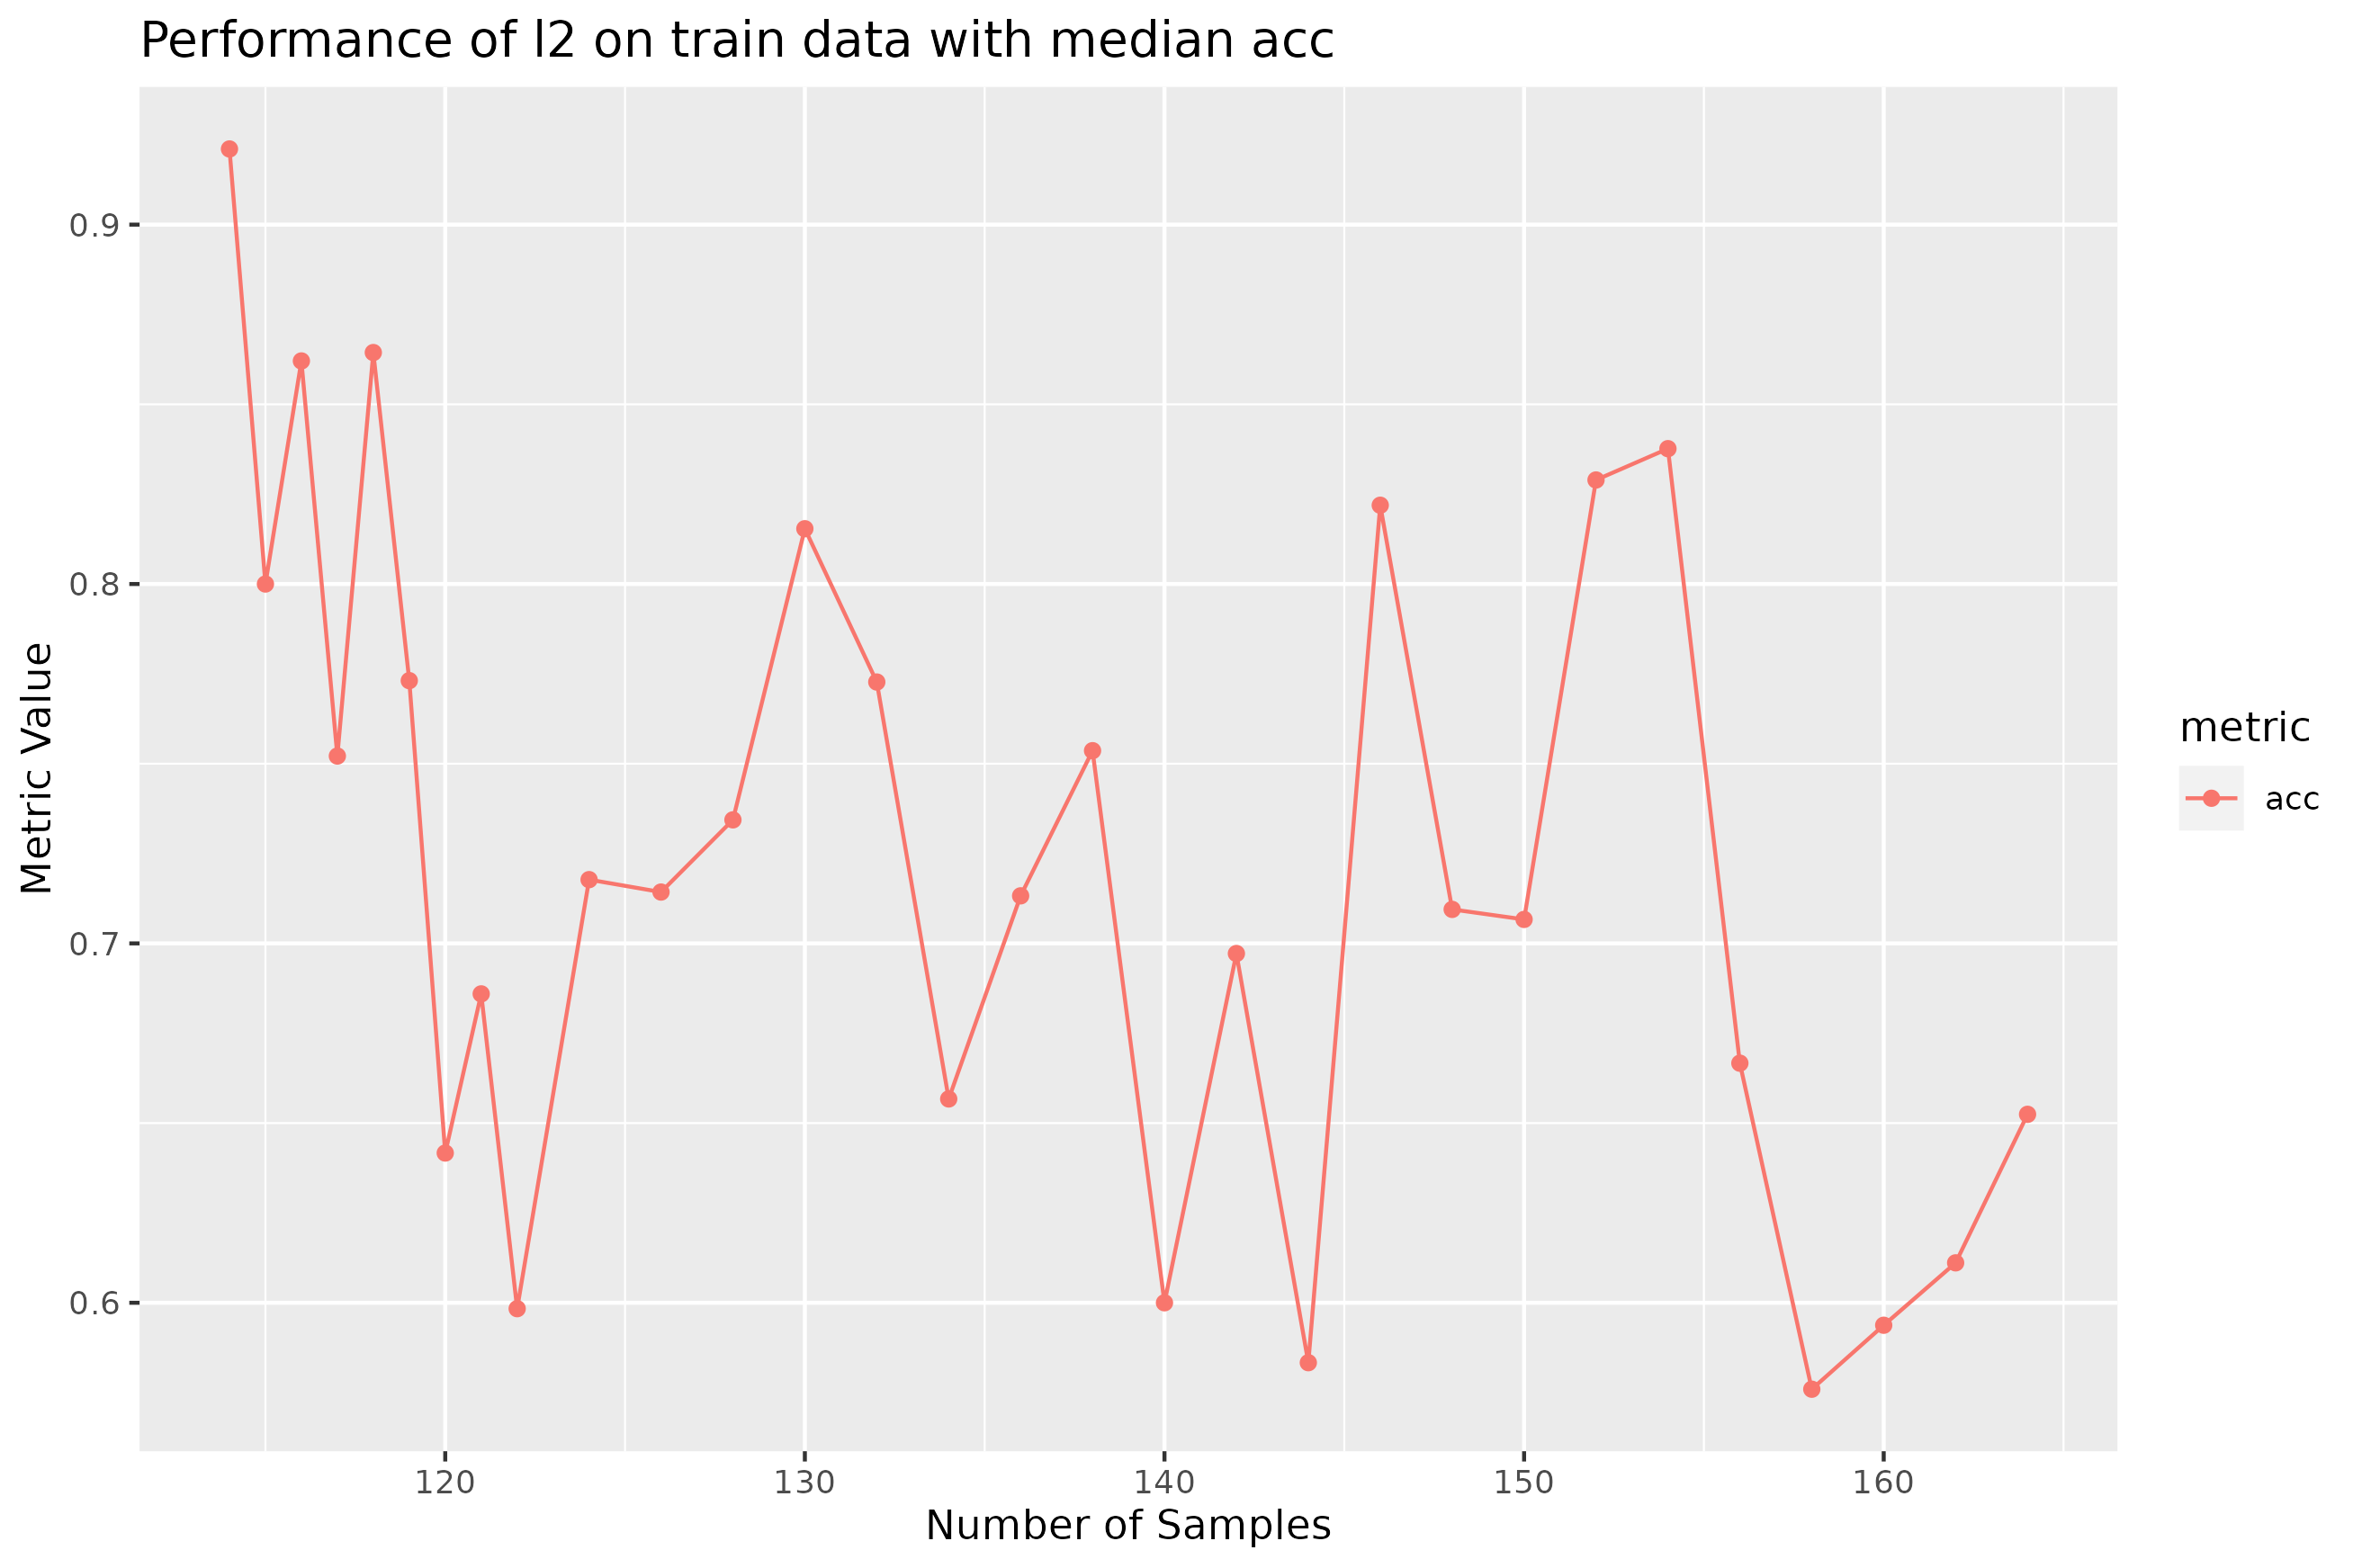 Performance of l2 on train data with median acc
0.9
0.8
0.7
0.6
Metric Value
120 130 140 150 160
Number of Samples
metric
acc